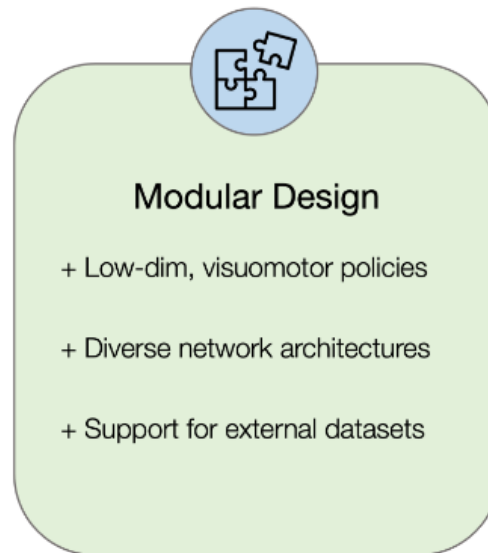 Modular Design
+ Low-dim, visuomotor policies
+ Diverse network architectures
+ Support for external datasets